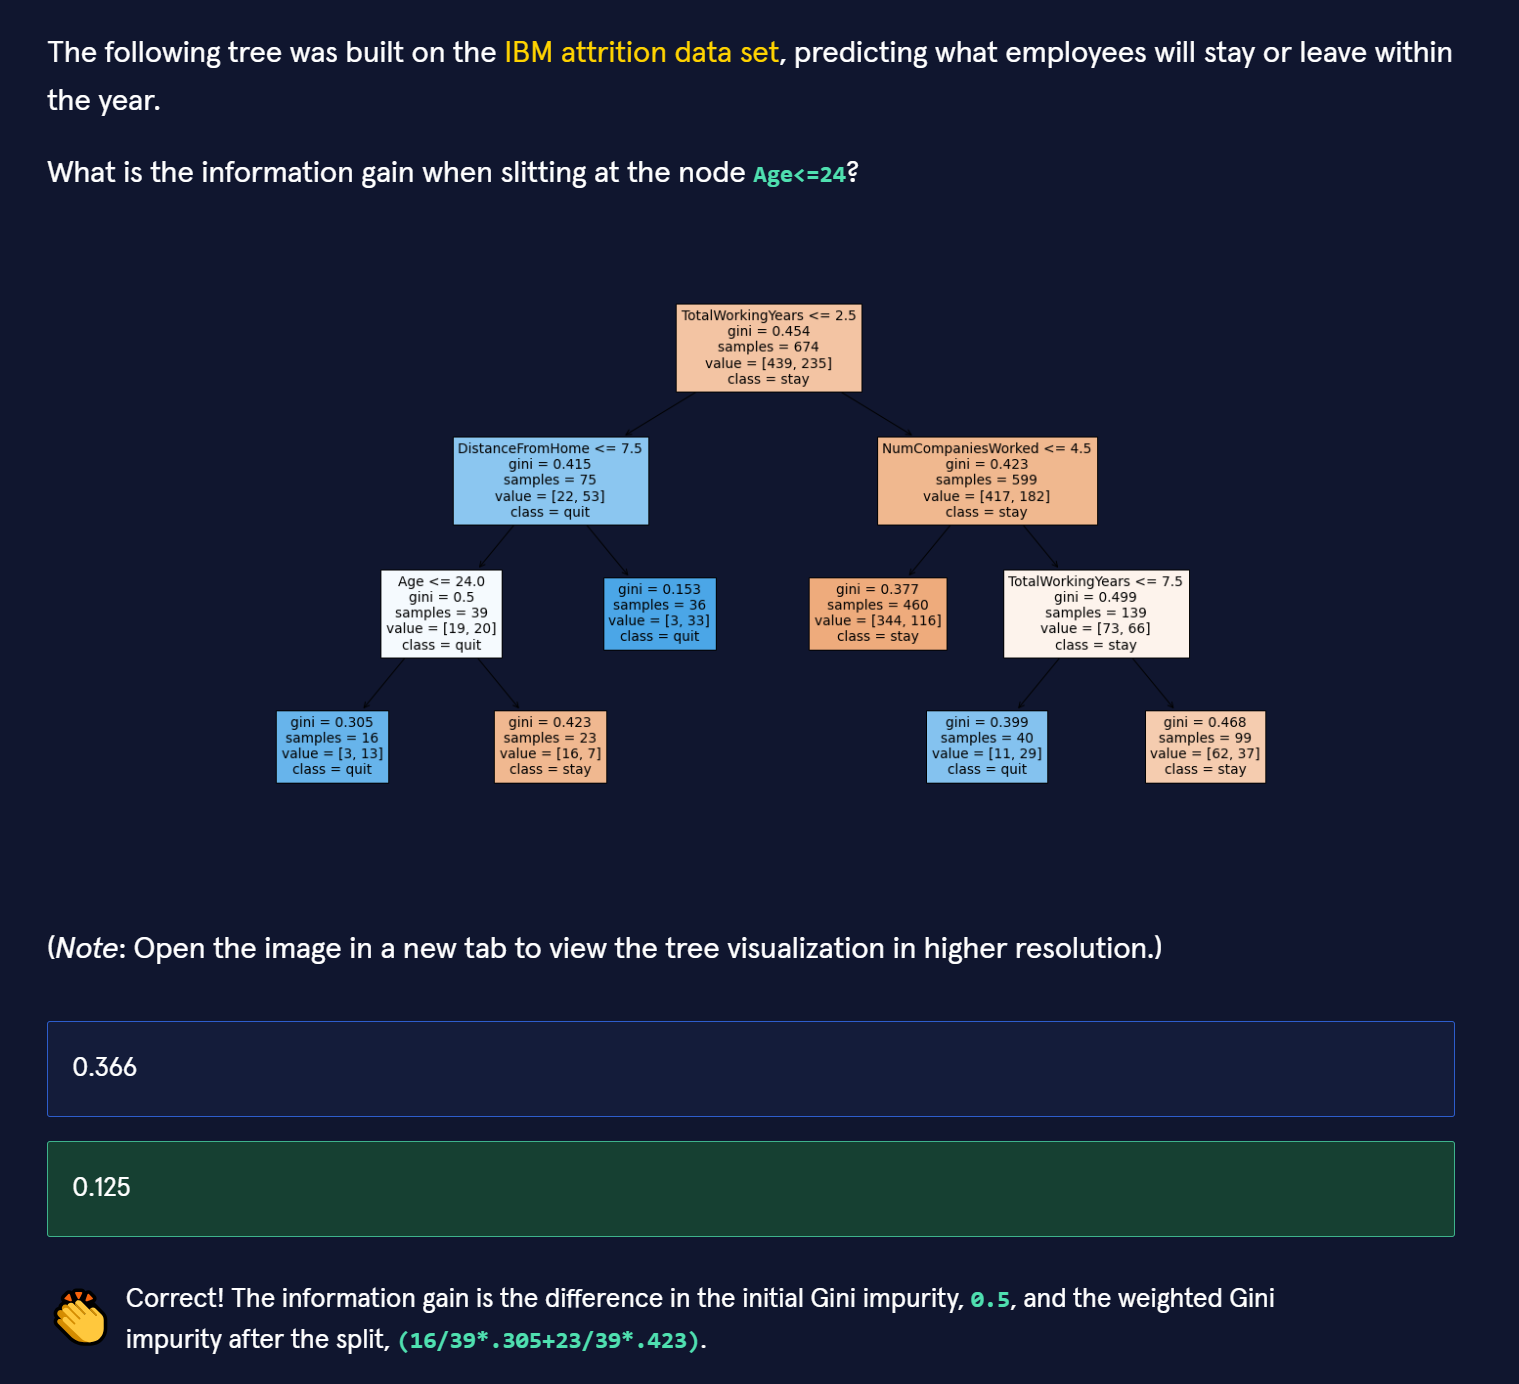 The following tree was built on the IBM attrition data set, predicting what employees will stay or leave within
the year.
What is the information gain when slitting at the node Age<=24?
TotalWorkingYears <= 2.5
gini = 0.454
samples = 674
value = [439, 235]
class = stay
DistanceFromHome <= 7.5
gini = 0.415
samples = 75
value = [22, 53]
class = quit
NumCompaniesWorked <= 4.5
gini = 0.423
samples = 599
value = [417, 182]
class = stay
Age <= 24.0
gini = 0.5
samples = 39
value = [19, 20]
class = quit
gini = 0.153
samples = 36
value = [3, 33]
class = quit
gini = 0.377
samples = 460
value = [344, 116]
class = stay
TotalWorkingYears <= 7.5
gini = 0.499
samples = 139
value = [73, 66]
class = stay
gini = 0.305
samples = 16
value = [3, 13]
class = quit
gini = 0.423
samples = 23
value = [16, 7]
class = stay
gini = 0.399
samples = 40
value = [11, 29]
class = quit
gini = 0.468
samples = 99
value = [62, 37]
class = stay
(Note: Open the image in a new tab to view the tree visualization in higher resolution.)
0.366
0.125
Correct! The information gain is the difference in the initial Gini impurity, 0.5, and the weighted Gini
impurity after the split, (16/39*.305+23/39*.423).